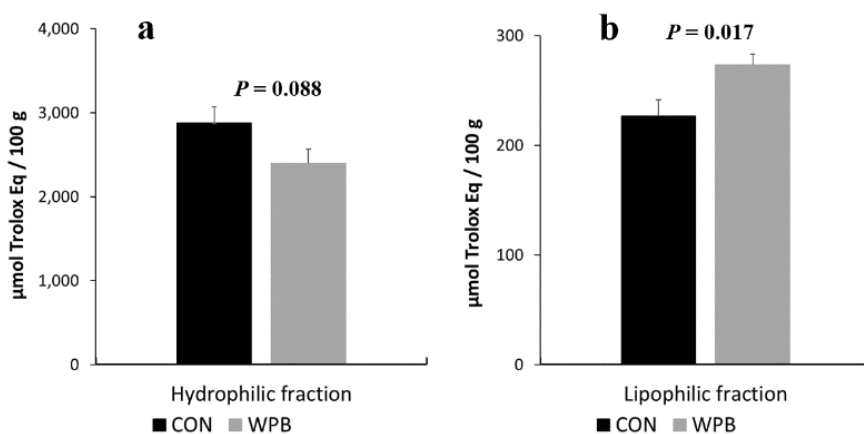 a
4,000
3,000
2,000
1,000
0
µmol Trolox Eq / 100 g
P = 0.088
Hydrophilic fraction
CON WPB
b
300
200
100
0
µmol Trolox Eq / 100 g
P = 0.017
Lipophilic fraction
CON WPB